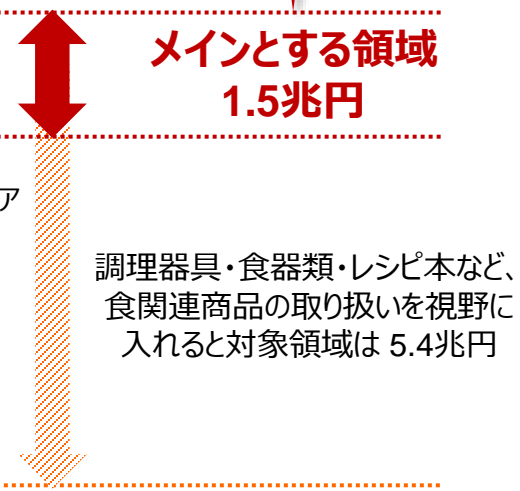 メインとする領域
1.5兆円
ア
調理器具・食器類・レシピ本など、
食関連商品の取り扱いを視野に
入れると対象領域は 5.4兆円